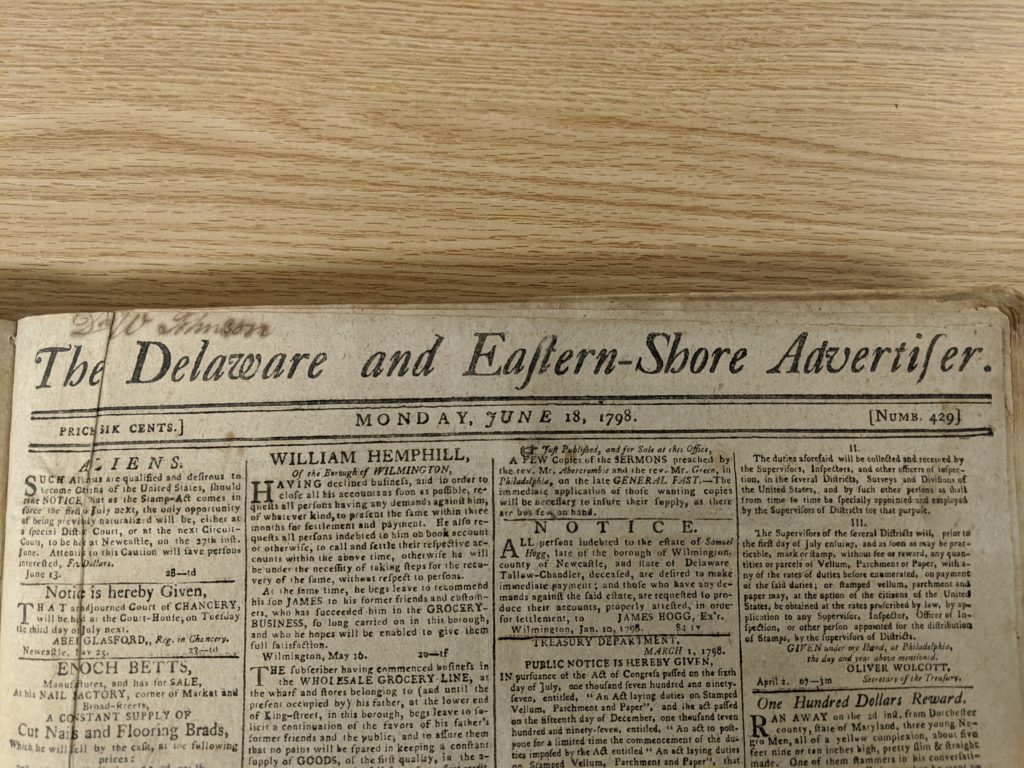 The Delaware and Eaſtern-Shore Advertiſer.
PRICE SIX CENTS.]
MONDAY, JUNE 18, 1798.
[NUMB. 429]
ALIENS.
SUCH Aliens as are qualified and deſirous to
become Citizens of the United States, ſhould
take NOTICE, that as the Stamp-Act comes in
force the firſt of July next, the only opportunity
of being previouſly naturalized will be, either at
a ſpecial Diſtrict Court, or at the next Circuit-
Court, to be held at Newcaſtle, on the 27th inſt.
June. Attention to this Caution will ſave perſons
intereſted, Five Dollars.
June 13. 28—td
Notice is hereby Given,
THAT an adjourned Court of CHANCERY,
will be held at the Court-Houſe, on Tueſday
the third day of July next.
ABEL GLASFORD, Reg. in Chancery.
Newcaſtle, May 25. 23—td
ENOCH BETTS,
Manufactures, and has for SALE,
At his NAIL FACTORY, corner of Market and
Broad-ſtreets,
A CONSTANT SUPPLY OF
Cut Nails and Flooring Brads,
Which he will ſell by the caſk, at the following
prices:
WILLIAM HEMPHILL,
Of the Borough of WILMINGTON,
HAVING declined buſineſs, and in order to
cloſe all his accounts as ſoon as poſſible, re-
queſts all perſons having any demands againſt him,
of whatever kind, to preſent the ſame within three
months for ſettlement and payment. He alſo re-
queſts all perſons indebted to him on book account
or otherwiſe, to call and ſettle their reſpective ac-
counts within the above time, otherwiſe he will
be under the neceſſity of taking ſteps for the reco-
very of the ſame, without reſpect to perſons.
At the ſame time, he begs leave to recommend
his ſon JAMES to his former friends and cuſtom-
ers, who has ſucceeded him in the GROCERY-
BUSINESS, ſo long carried on in this borough,
and who he hopes will be enabled to give them
full ſatisfaction.
Wilmington, May 16. 20—tf
THE ſubſcriber having commenced buſineſs in
the WHOLESALE GROCERY LINE, at
the wharf and ſtores belonging to (and until the
preſent occupied by) his father, at the lower end
of King-ſtreet, in this borough, begs leave to ſo-
licit a continuation of the favors of his father's
former friends and the public, and to aſſure them
that no pains will be ſpared in keeping a conſtant
ſupply of GOODS, of the firſt quality, in the
☞ Juſt Publiſhed, and for Sale at this Office,
A FEW Copies of the SERMONS preached by
the rev. Mr. Abercrombie and the rev. Mr. Green, in
Philadelphia, on the late GENERAL FAST.—The
immediate application of thoſe wanting copies
will be neceſſary to inſure their ſupply, as there
are but few on hand.
NOTICE.
ALL perſons indebted to the eſtate of Samuel
Hogg, late of the borough of Wilmington,
county of Newcaſtle, and ſtate of Delaware,
Tallow-Chandler, deceaſed, are deſired to make
immediate payment; and thoſe who have any de-
mands againſt the ſaid eſtate, are requeſted to pro-
duce their accounts, properly atteſted, in order
for ſettlement, to JAMES HOGG, Ex'r.
Wilmington, Jan. 10, 1798.
TREASURY DEPARTMENT,
MARCH 1, 1798.
PUBLIC NOTICE IS HEREBY GIVEN,
IN purſuance of the Act of Congreſs paſſed on the ſixth
day of July, one thouſand ſeven hundred and ninety-
ſeven, entitled, "An Act laying duties on Stamped
Vellum, Parchment and Paper", and the act paſſed
on the fifteenth day of December, one thouſand ſeven
hundred and ninety-ſeven, entitled, "An act to poſt-
pone for a limited time the commencement of the du-
ties impoſed by the Act entitled "An act laying duties
on Stamped Vellum, Parchment and Paper", that
II.
The duties aforeſaid will be collected and received by
the Superviſors, Inſpectors, and other officers of inſpec-
tion, in the ſeveral Diſtricts, Surveys and Diviſions of
the United States, and by ſuch other perſons as ſhall
from time to time be ſpecially appointed and employed
by the Superviſors of Diſtricts for that purpoſe.
III.
The Superviſors of the ſeveral Diſtricts will, prior to
the firſt day of July enſuing, and as ſoon as may be prac-
ticable, mark or ſtamp, without fee or reward, any quan-
tities or parcels of Vellum, Parchment or Paper, with a-
ny of the rates of duties before enumerated, on payment
of the ſaid duties; or ſtamped vellum, parchment and
paper may, at the option of the citizens of the United
States, be obtained at the rates preſcribed by law, by ap-
plication to any Superviſor, Inſpector, Officer of In-
ſpection, or other perſon appointed for the diſtribution
of Stamps, by the ſuperviſors of Diſtricts.
GIVEN under my Hand, at Philadelphia,
the day and year above mentioned.
OLIVER WOLCOTT,
Secretary of the Treaſury.
April 2. 07—3m
One Hundred Dollars Reward.
RAN AWAY on the 2d inſt. from Dorcheſter
county, ſtate of Maryland, three young Ne-
gro Men, all of a yellow complexion, about five
feet nine or ten inches high, pretty ſlim & ſtraight
made. One of them ſtammers in his converſati-